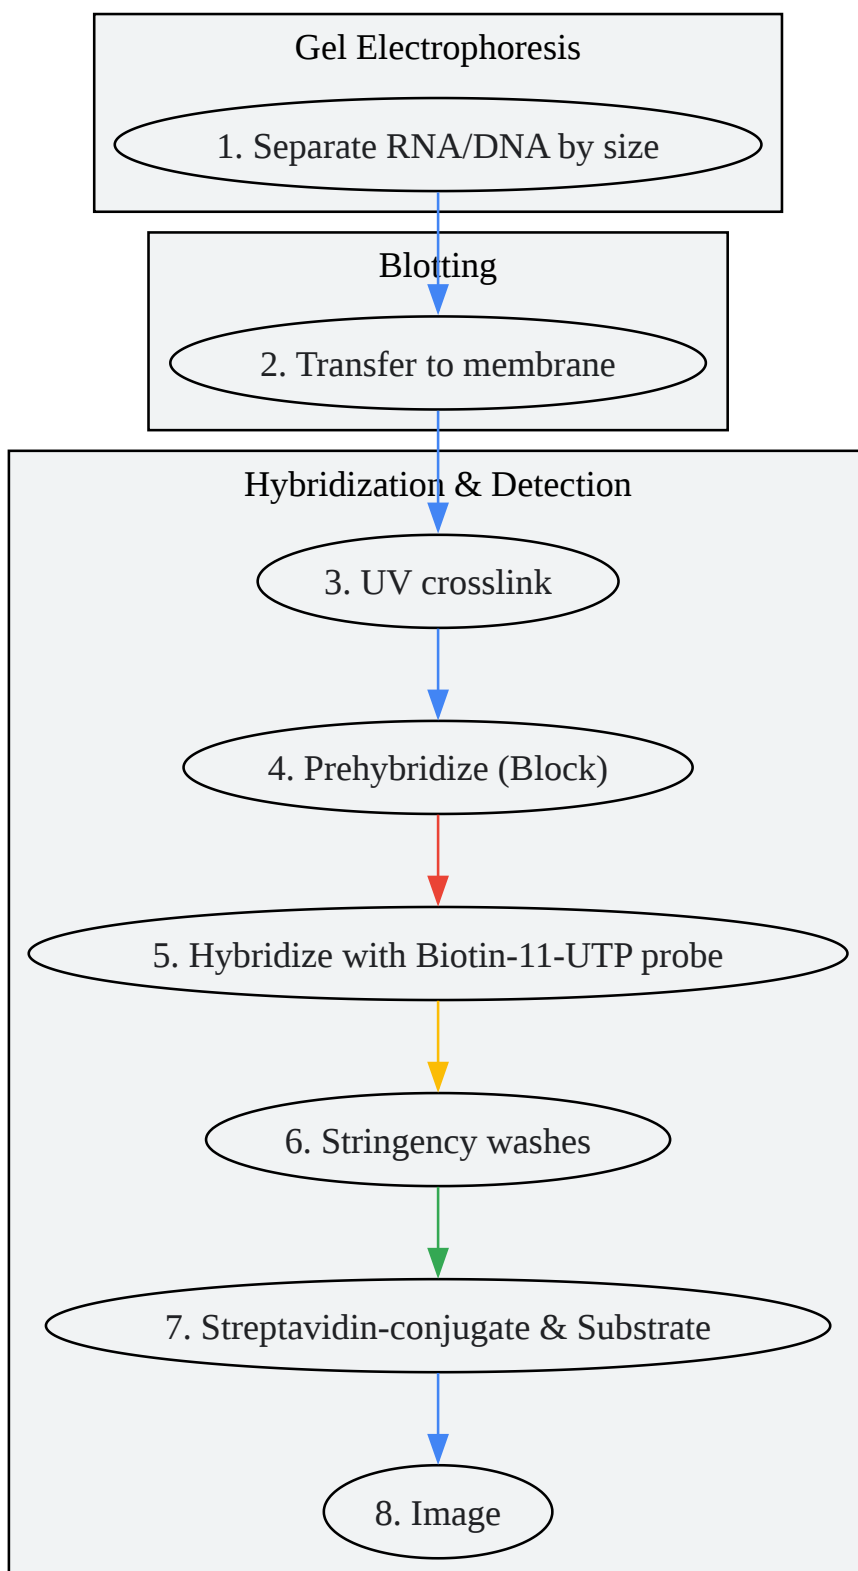 Gel Electrophoresis
1. Separate RNA/DNA by size
Blotting
2. Transfer to membrane
Hybridization & Detection
3. UV crosslink
4. Prehybridize (Block)
5. Hybridize with Biotin-11-UTP probe
6. Stringency washes
7. Streptavidin-conjugate & Substrate
8. Image